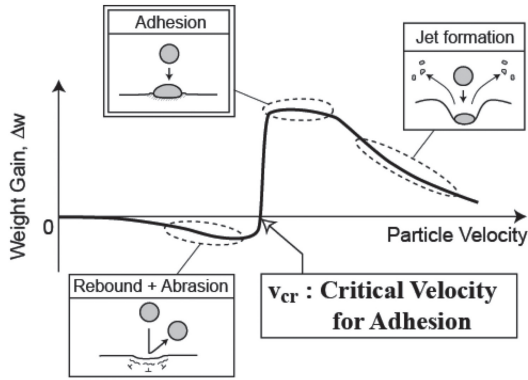 Adhesion
Jet formation
Weight Gain, Δw
0
Particle Velocity
Rebound + Abrasion
vcr : Critical Velocity
for Adhesion